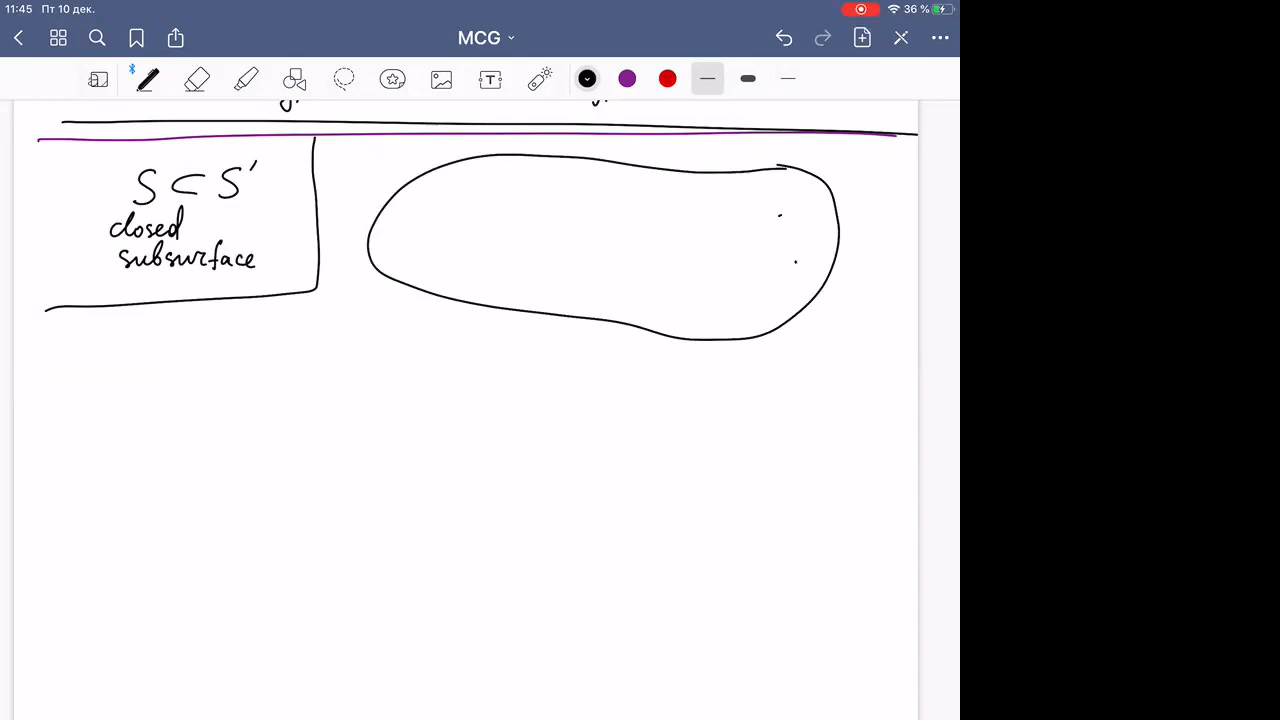 11:45 Пт 10 дек. 36 %
MCG
T
S ⊂ S′
closed
subsurface